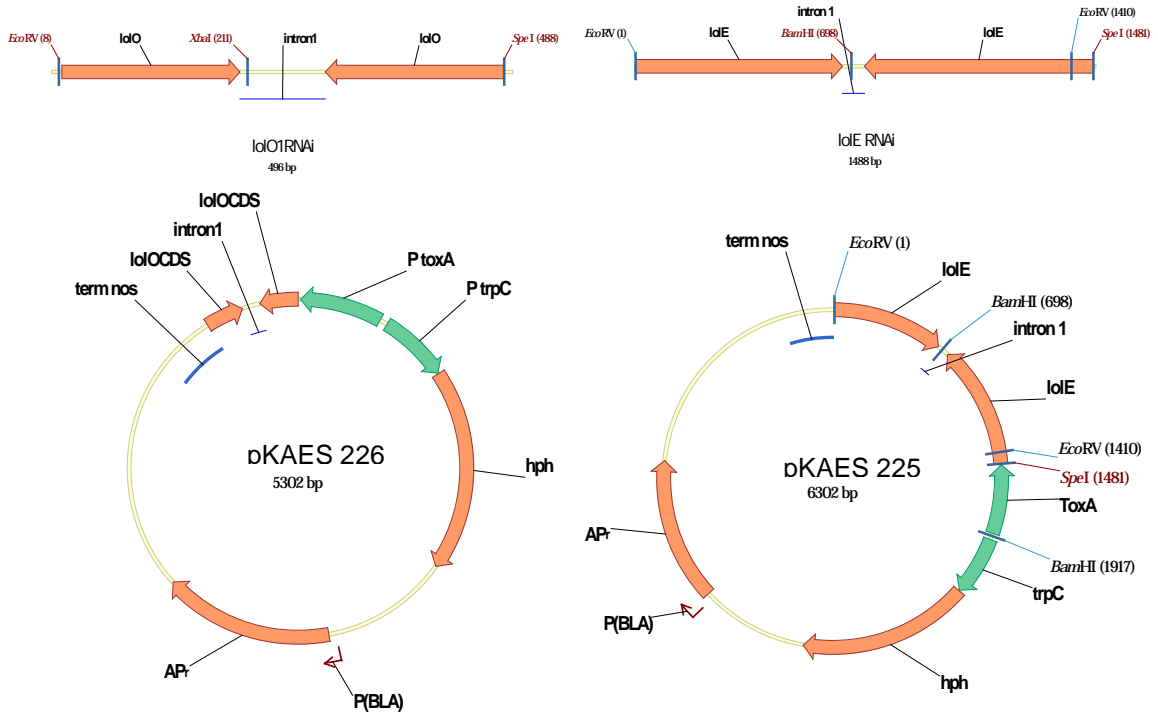 EcoRV (8)
lolO
XbaI (211)
intron1
lolO
SpeI (488)
lolO1RNAi
496 bp
EcoRV (1)
lolE
intron 1
BamHI (698)
lolE
EcoRV (1410)
SpeI (1481)
lolE RNAi
1488 bp
lolOCDS
intron1
lolOCDS
term nos
P toxA
P trpC
hph
pKAES 226
5302 bp
APr
P(BLA)
term nos
EcoRV (1)
lolE
BamHI (698)
intron 1
lolE
EcoRV (1410)
SpeI (1481)
ToxA
BamHI (1917)
trpC
pKAES 225
6302 bp
APr
P(BLA)
hph